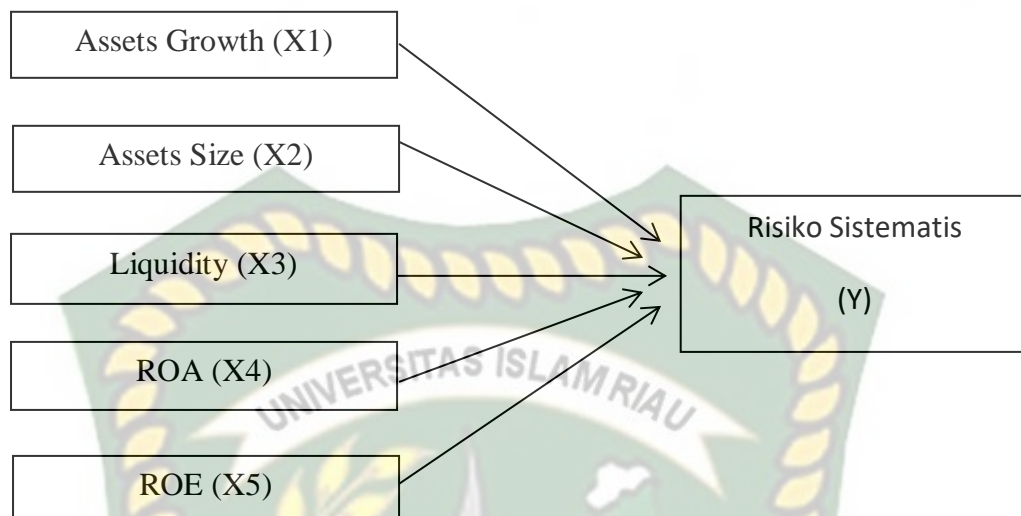 Assets Growth (X1)
Assets Size (X2)
Liquidity (X3)
ROA (X4)
ROE (X5)
Risiko Sistematis
(Y)
UNIVERSITAS ISLAM RIAU